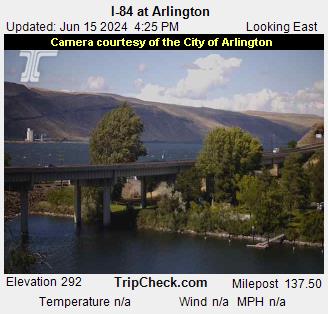 I-84 at Arlington
Updated: Jun 15 2024 4:25 PM Looking East
Camera courtesy of the City of Arlington
Elevation 292 TripCheck.com Milepost 137.50
Temperature n/a Wind n/a MPH n/a